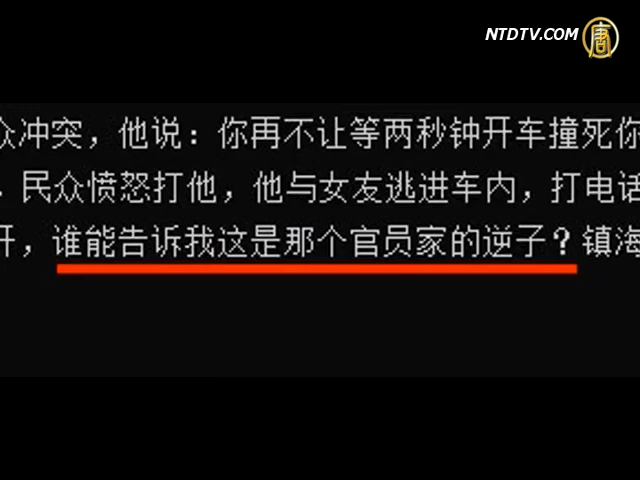 NTDTV.COM
唐
众冲突，他说：你再不让等两秒钟开车撞死你
，民众愤怒打他，他与女友逃进车内，打电话
开，谁能告诉我这是那个官员家的逆子？镇海